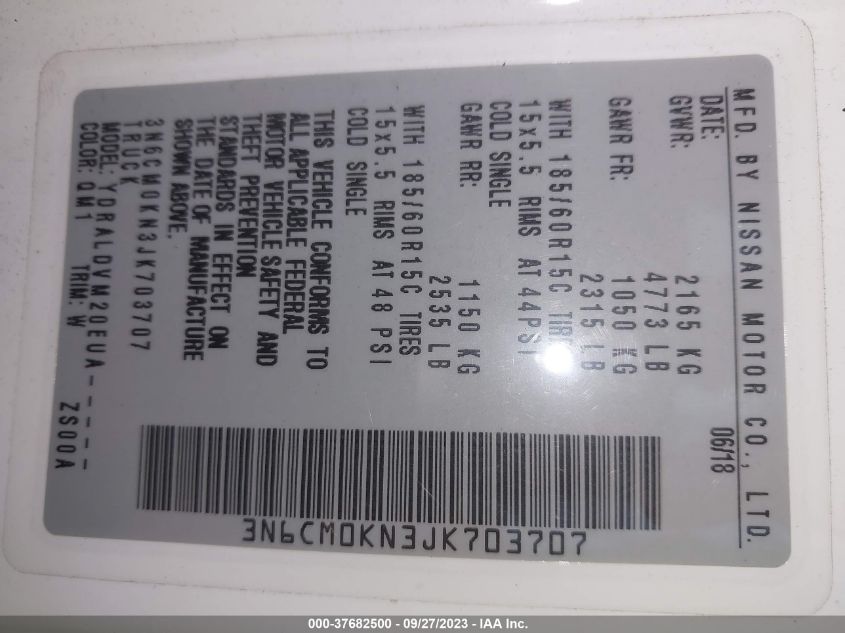 MFD. BY NISSAN MOTOR CO., LTD.
DATE: 06/18
GVWR: 2165 KG
4773 LB
GAWR FR: 1050 KG
2315 LB
WITH 185/60R15C TIRES
15x5.5 RIMS AT 44PSI
COLD SINGLE
GAWR RR: 1150 KG
2535 LB
WITH 185/60R15C TIRES
15x5.5 RIMS AT 48 PSI
COLD SINGLE
THIS VEHICLE CONFORMS TO
ALL APPLICABLE FEDERAL
MOTOR VEHICLE SAFETY AND
THEFT PREVENTION
STANDARDS IN EFFECT ON
THE DATE OF MANUFACTURE
SHOWN ABOVE.
3N6CM0KN3JK703707
TRUCK
MODEL: YDRALDVM20EUA-----
COLOR: QM1 TRIM: W ZS00A
3N6CM0KN3JK703707
000-37682500 - 09/27/2023 - IAA Inc.